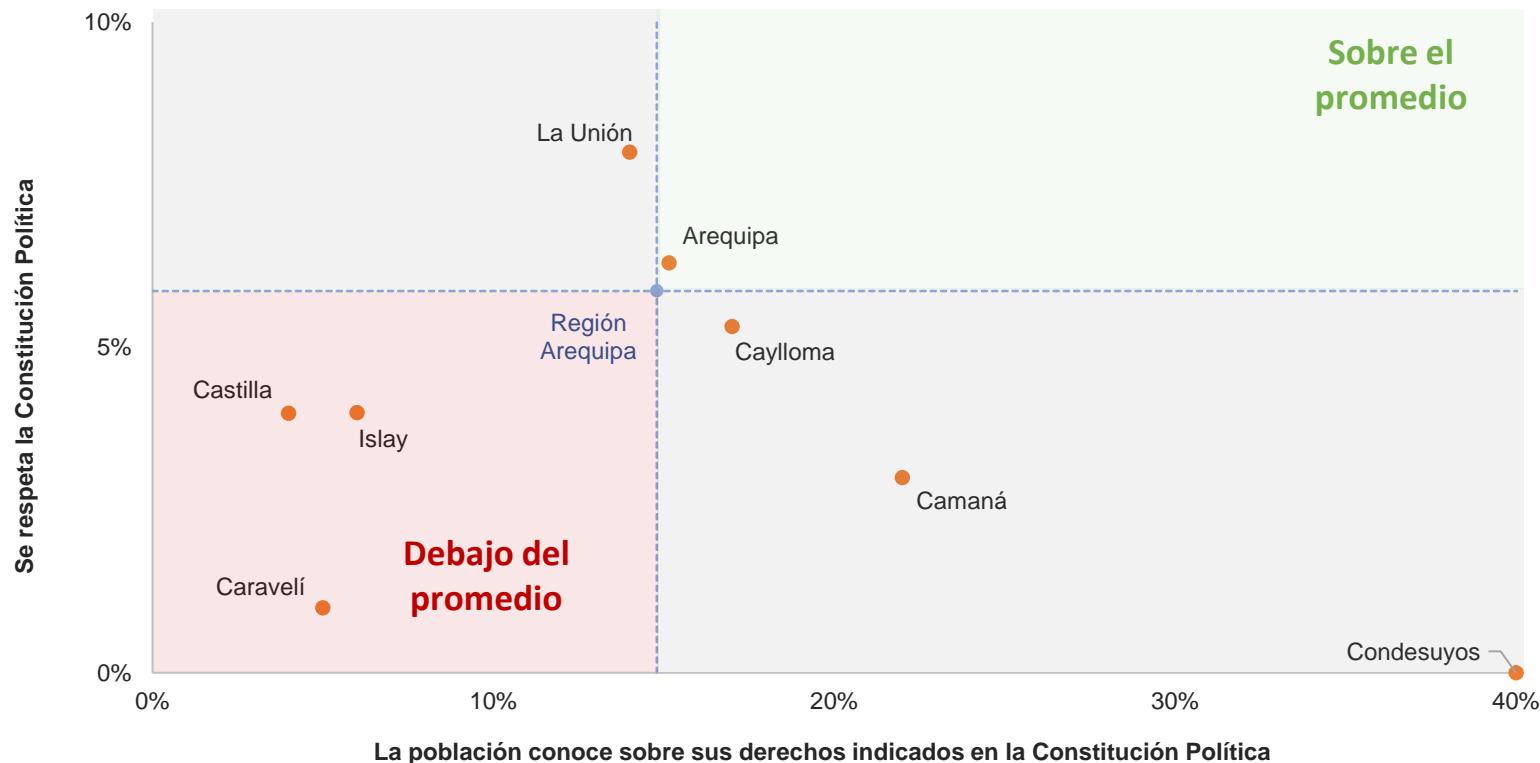 10%
Sobre el
promedio
La Unión
Arequipa
Región
Arequipa
5%
Caylloma
Castilla
Islay
Camaná
Debajo del
promedio
Caravelí
Condesuyos
0%
0%
10%
20%
30%
40%
Se respeta la Constitución Política
La población conoce sobre sus derechos indicados en la Constitución Política